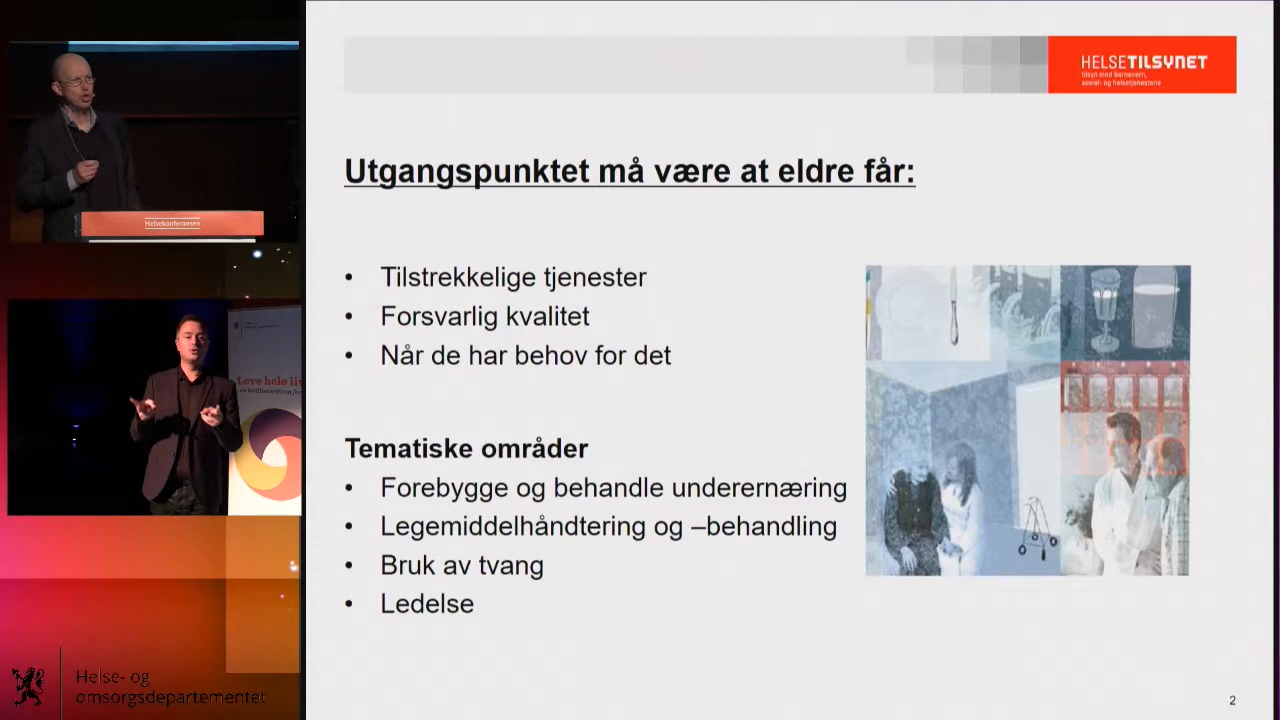 HELSETILSYNET
tilsyn med barnevern,
sosial- og helsetjenestene
Utgangspunktet må være at eldre får:
• Tilstrekkelige tjenester
• Forsvarlig kvalitet
• Når de har behov for det
Tematiske områder
• Forebygge og behandle underernæring
• Legemiddelhåndtering og –behandling
• Bruk av tvang
• Ledelse
2
Helsekonferansen
Leve hele li
Helse- og
omsorgsdepartementet